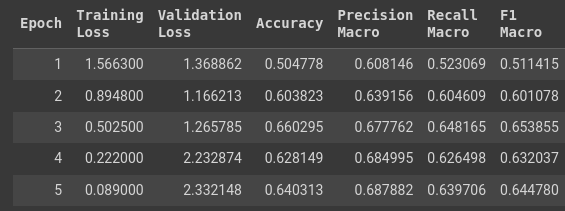 Epoch Training Loss Validation Loss Accuracy Precision Macro Recall Macro F1 Macro
1 1.566300 1.368862 0.504778 0.608146 0.523069 0.511415
2 0.894800 1.166213 0.603823 0.639156 0.604609 0.601078
3 0.502500 1.265785 0.660295 0.677762 0.648165 0.653855
4 0.222000 2.232874 0.628149 0.684995 0.626498 0.632037
5 0.089000 2.332148 0.640313 0.687882 0.639706 0.644780